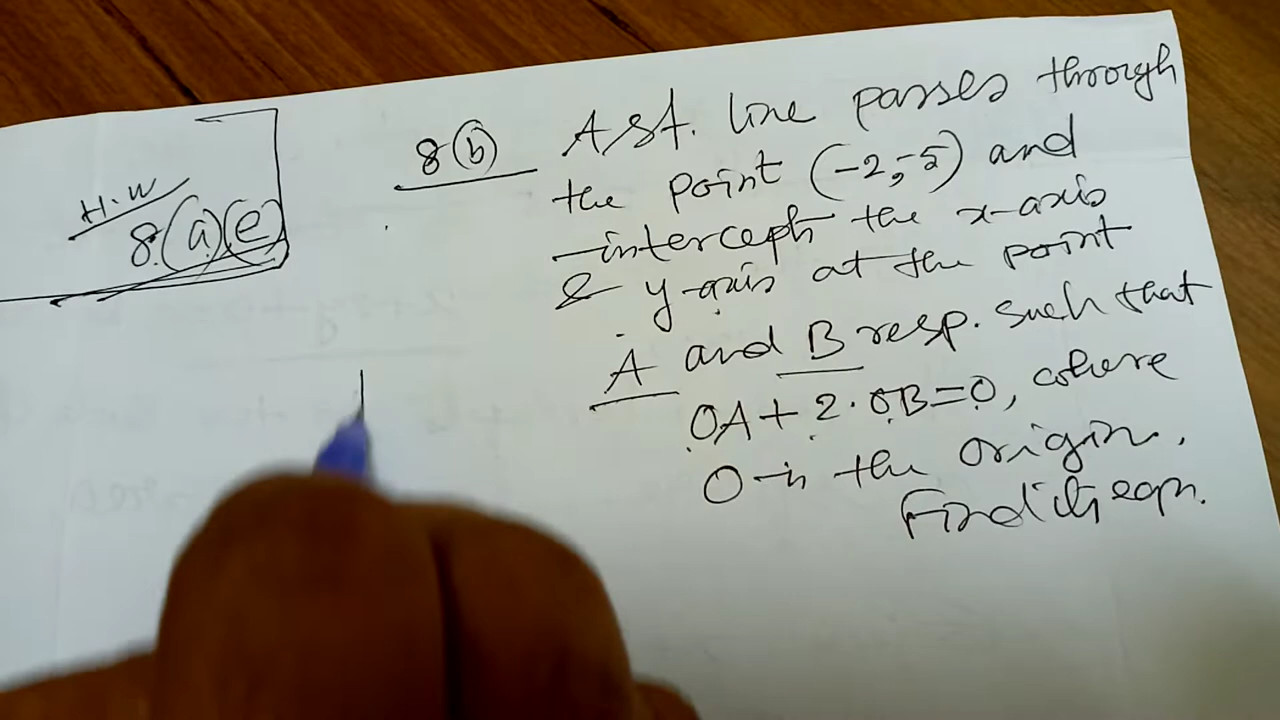 H.W
8.(a)(e)
8(b) A st. line passes through
the point (-2,-5) and
intercepts the x-axis
& y-axis at the point
A and B resp. such that
OA + 2·OB=0, where
O is the origin.
Find its eqn.